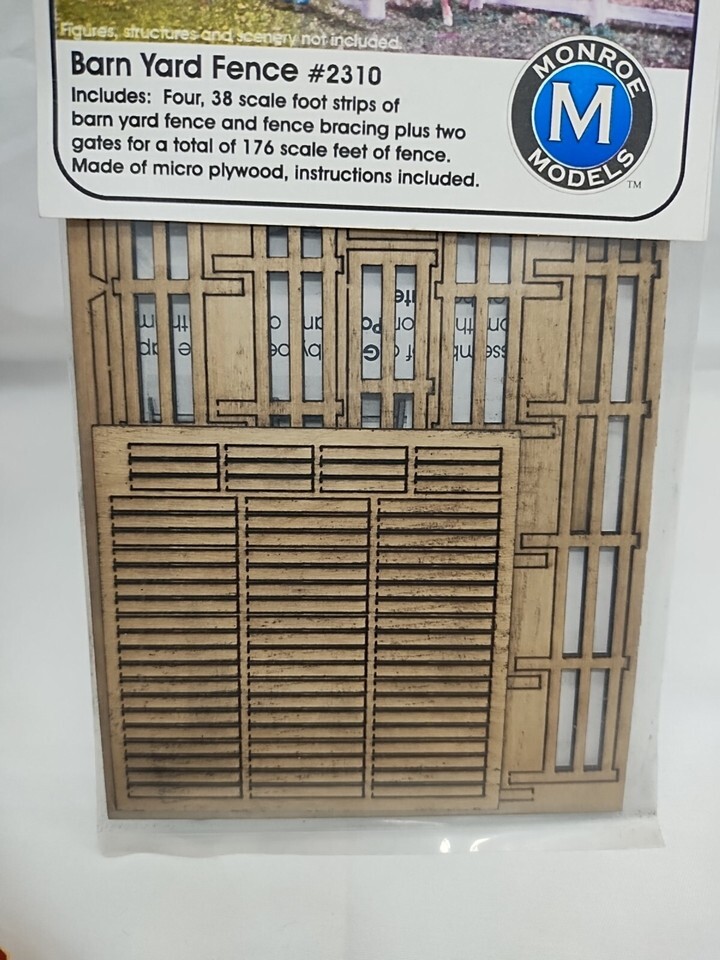 Figures, structures and scenery not included.
Barn Yard Fence #2310
Includes: Four, 38 scale foot strips of
barn yard fence and fence bracing plus two
gates for a total of 176 scale feet of fence.
Made of micro plywood, instructions included.
MONROE
M
MODELS
TM